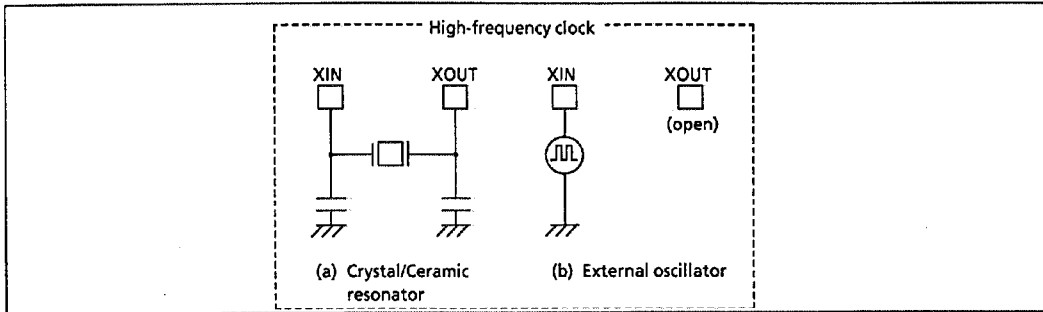 High-frequency clock
XIN XOUT XIN XOUT
(open)
(a) Crystal/Ceramic
resonator
(b) External oscillator